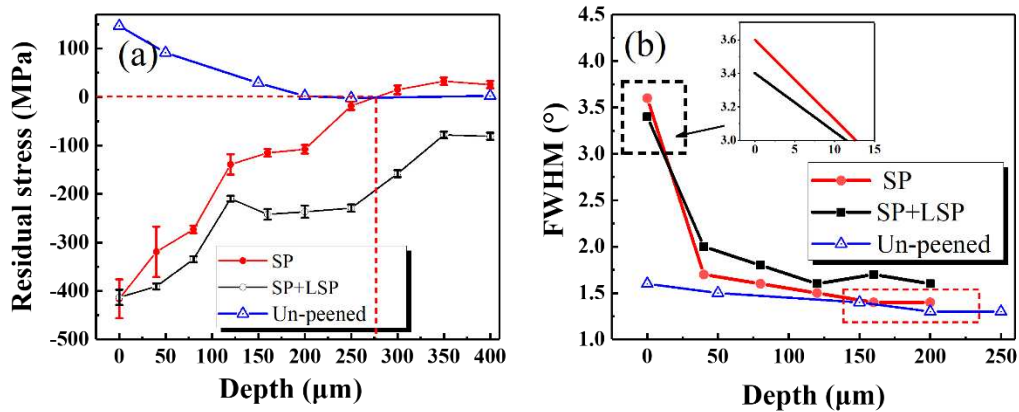 (a)
Residual stress (MPa)
100
0
-100
-200
-300
-400
-500
SP
SP+LSP
Un-peened
0 50 100 150 200 250 300 350 400
Depth (μm)
(b)
FWHM (°)
4.0
3.5
3.0
2.5
2.0
1.5
1.0
3.6
3.4
3.2
3.0
0 5 10 15
SP
SP+LSP
Un-peened
0 50 100 150 200 250
Depth (μm)